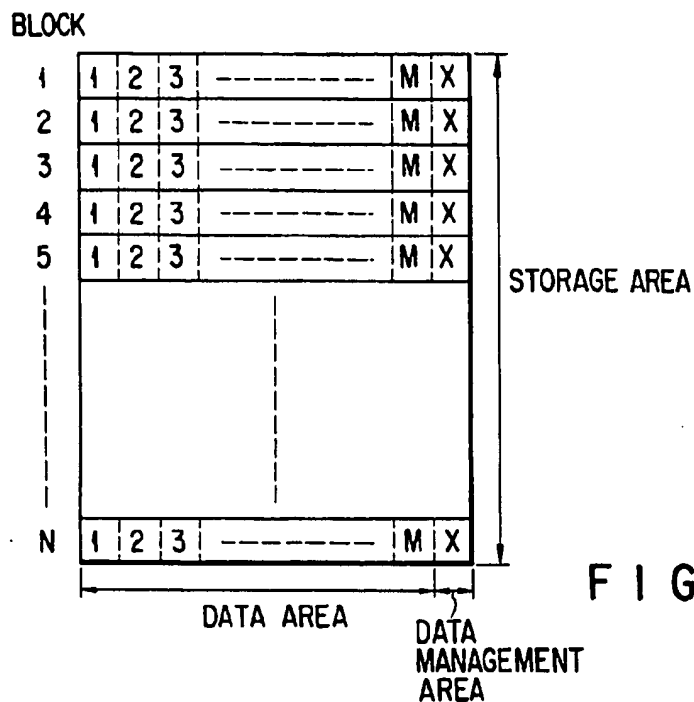 BLOCK
1 1 2 3 M X
2 1 2 3 M X
3 1 2 3 M X
4 1 2 3 M X
5 1 2 3 M X
STORAGE AREA
N 1 2 3 M X
DATA AREA
DATA
MANAGEMENT
AREA
FIG